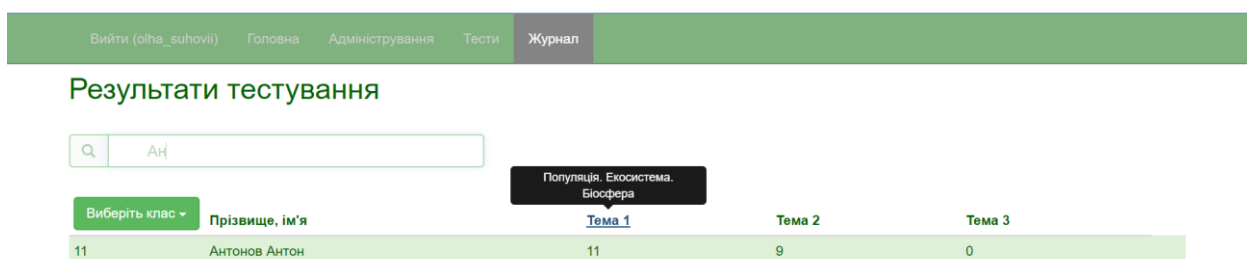 Вийти (olha_suhovii) Головна Адміністрування Тести Журнал
Результати тестування
Ан
Популяція. Екосистема.
Біосфера
Виберіть клас Прізвище, ім'я Тема 1 Тема 2 Тема 3
11 Антонов Антон 11 9 0